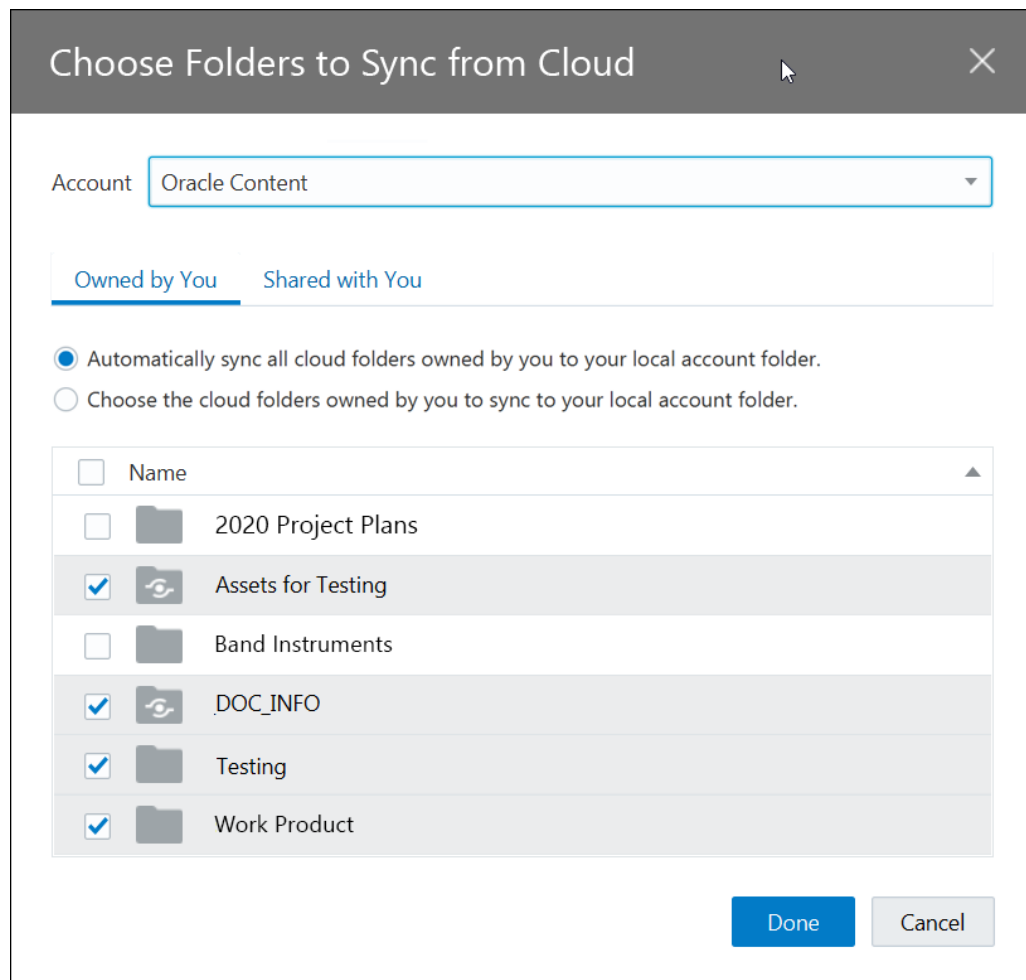 Choose Folders to Sync from Cloud
Account Oracle Content
Owned by You Shared with You
Automatically sync all cloud folders owned by you to your local account folder.
Choose the cloud folders owned by you to sync to your local account folder.
Name
2020 Project Plans
Assets for Testing
Band Instruments
DOC_INFO
Testing
Work Product
Done Cancel